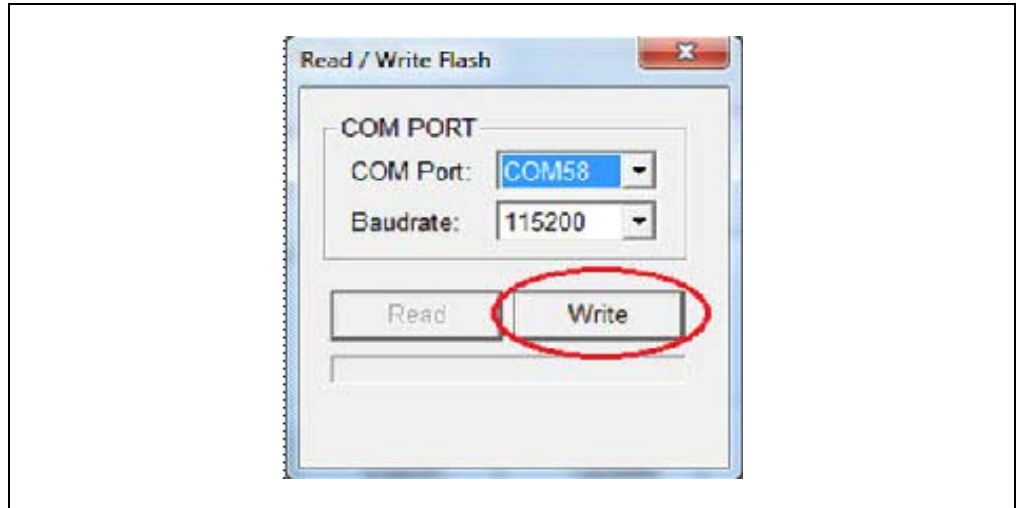 Read / Write Flash
COM PORT
COM Port: COM58
Baudrate: 115200
Read Write